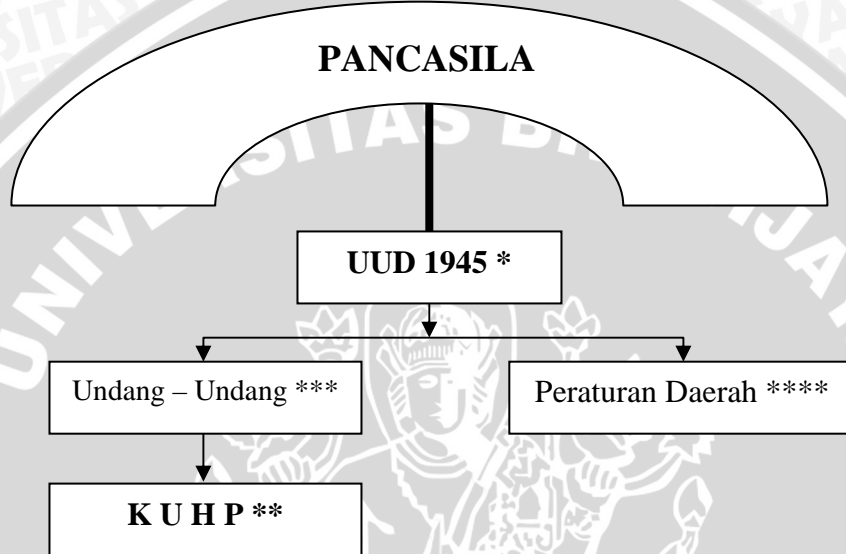 PANCASILA
UUD 1945 *
Undang – Undang ***
Peraturan Daerah ****
K U H P **